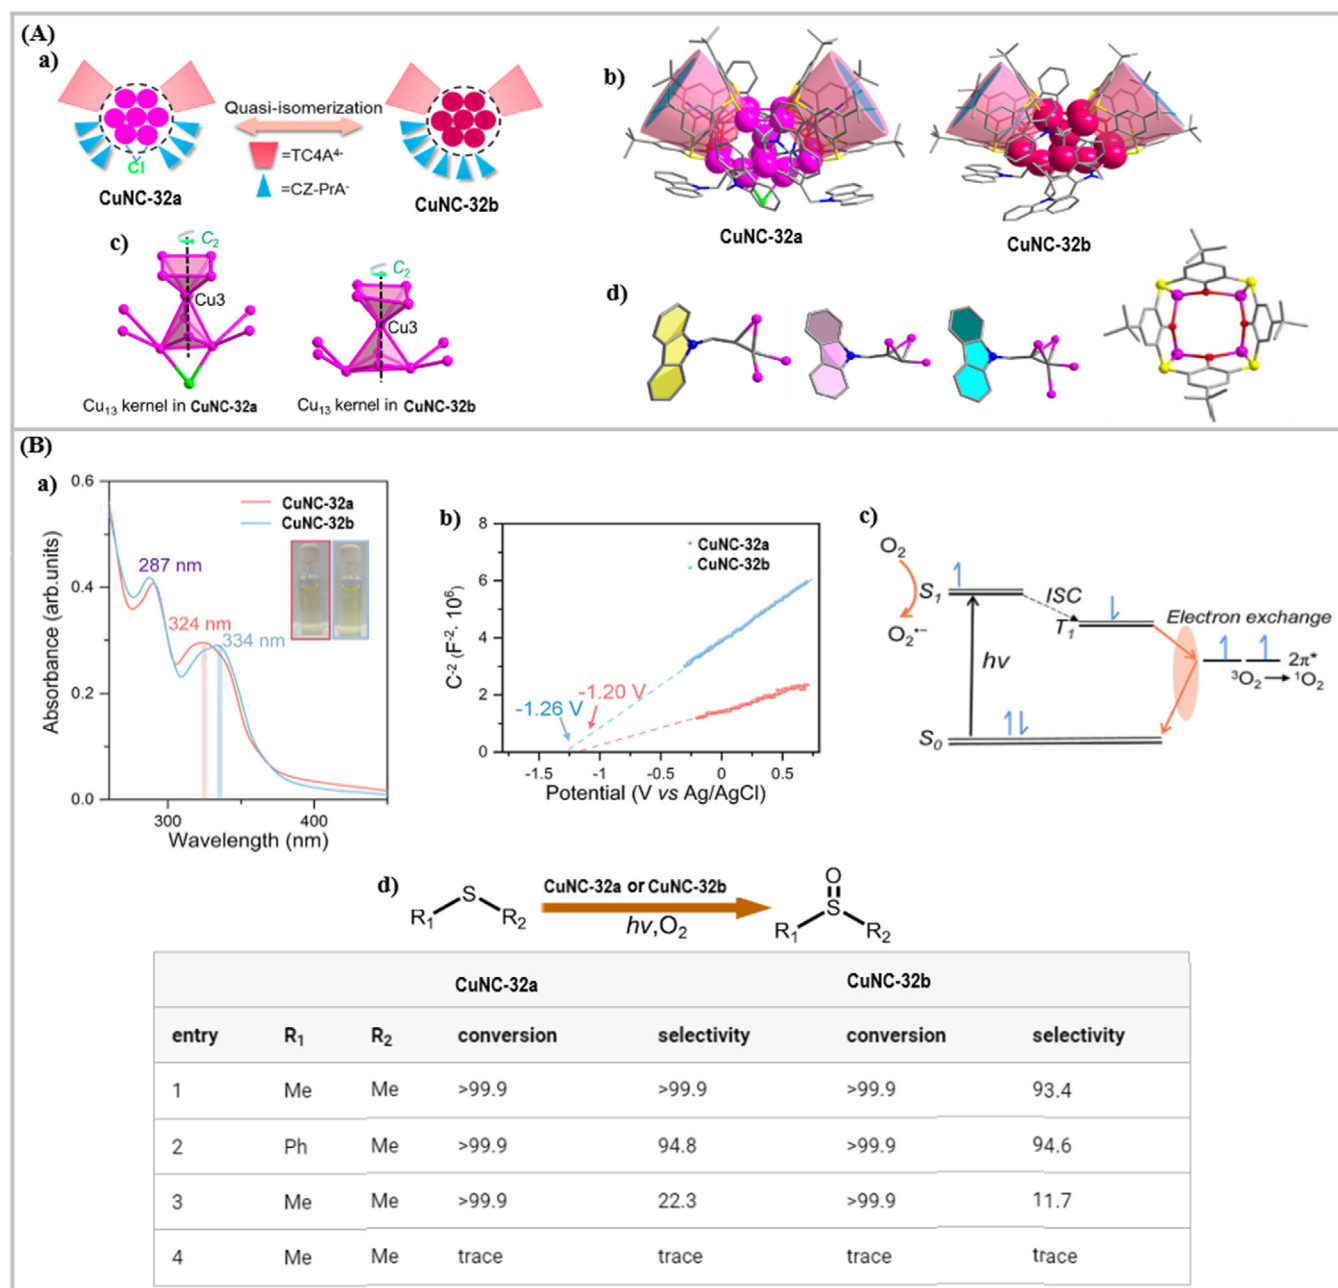 (A)
a)
Quasi-isomerization
=TC4A⁴⁻
=CZ-PrA⁻
Cl
CuNC-32a
CuNC-32b
b)
CuNC-32a
CuNC-32b
c)
C₂
Cu3
C₂
Cu3
Cu₁₃ kernel in CuNC-32a
Cu₁₃ kernel in CuNC-32b
d)
(B)
a)
CuNC-32a
CuNC-32b
287 nm
324 nm
334 nm
0.6
0.4
0.2
0.0
300
400
Absorbance (arb.units)
Wavelength (nm)
b)
CuNC-32a
CuNC-32b
8
6
4
2
0
-1.26 V
-1.20 V
-1.5
-1
-0.5
0
0.5
C⁻² (F⁻². 10⁶)
Potential (V vs Ag/AgCl)
c)
O₂
S₁
ISC
T₁
Electron exchange
O₂•−
hν
2π*
³O₂ → ¹O₂
S₀
d)
R₁ S R₂
CuNC-32a or CuNC-32b
hν,O₂
O
R₁ S R₂
CuNC-32a CuNC-32b
entry R₁ R₂ conversion selectivity conversion selectivity
1 Me Me >99.9 >99.9 >99.9 93.4
2 Ph Me >99.9 94.8 >99.9 94.6
3 Me Me >99.9 22.3 >99.9 11.7
4 Me Me trace trace trace trace